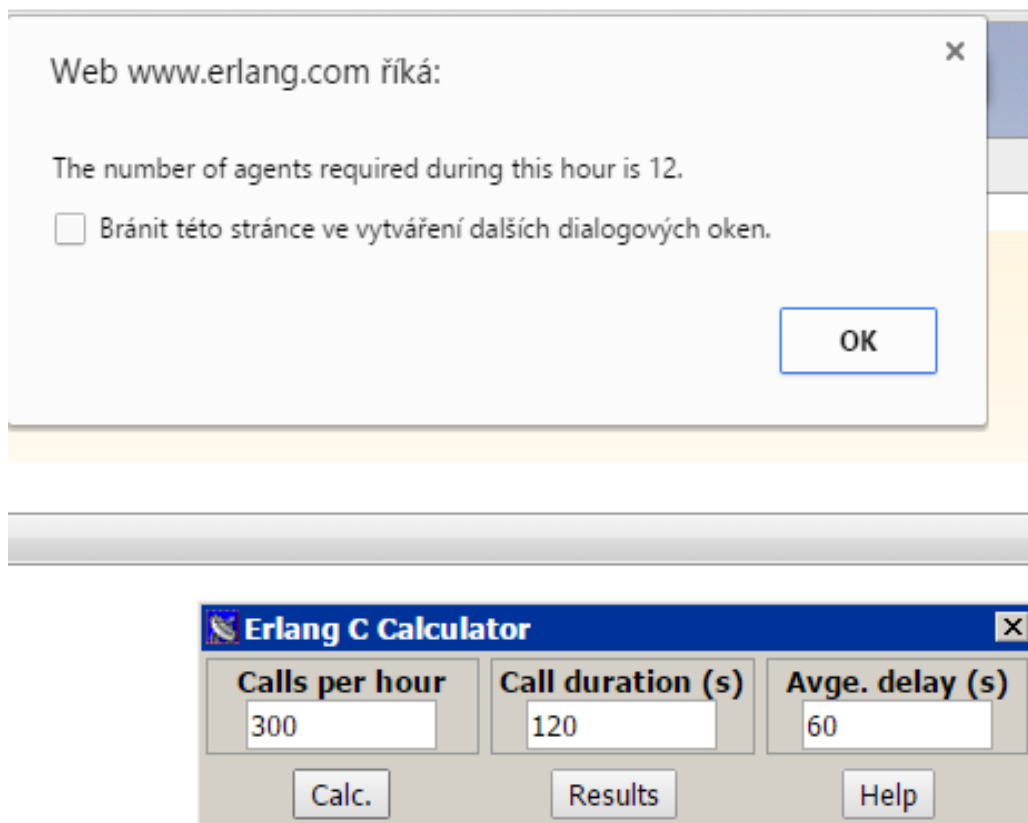 Web www.erlang.com říká:
The number of agents required during this hour is 12.
Bránit této stránce ve vytváření dalších dialogových oken.
OK
Erlang C Calculator
Calls per hour Call duration (s) Avge. delay (s)
300 120 60
Calc. Results Help